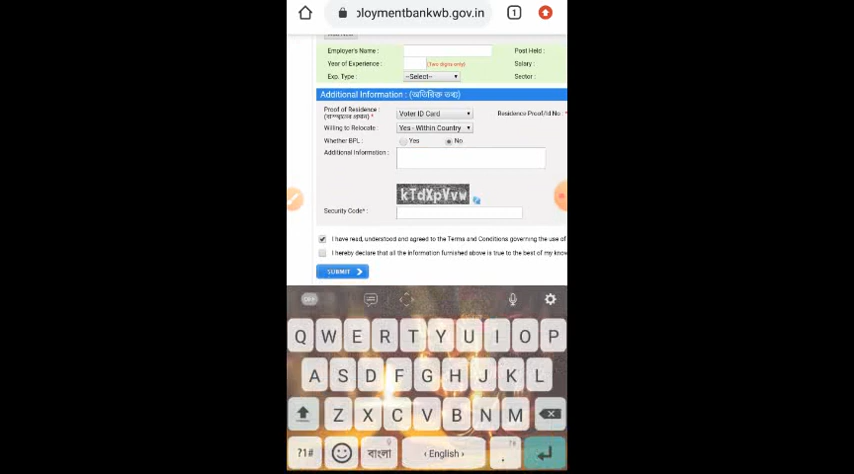 loymentbankwb.gov.in 1
Employer's Name : Post Held :
Year of Experience : (Two digits only) Salary :
Exp. Type : --Select-- Sector :
Additional Information : (অতিরিক্ত তথ্য)
Proof of Residence : Voter ID Card Residence Proof/Id No : *
(বাসস্থানের প্রমাণ) *
Willing to Relocate : Yes - Within Country
Whether BPL : Yes No
Additional Information :
kTdXpVvw
Security Code* :
I have read, understood and agreed to the Terms and Conditions governing the use of
I hereby declare that all the information furnished above is true to the best of my know
SUBMIT
Q W E R T Y U I O P
A S D F G H J K L
Z X C V B N M
?1# বাংলা ‹ English › .